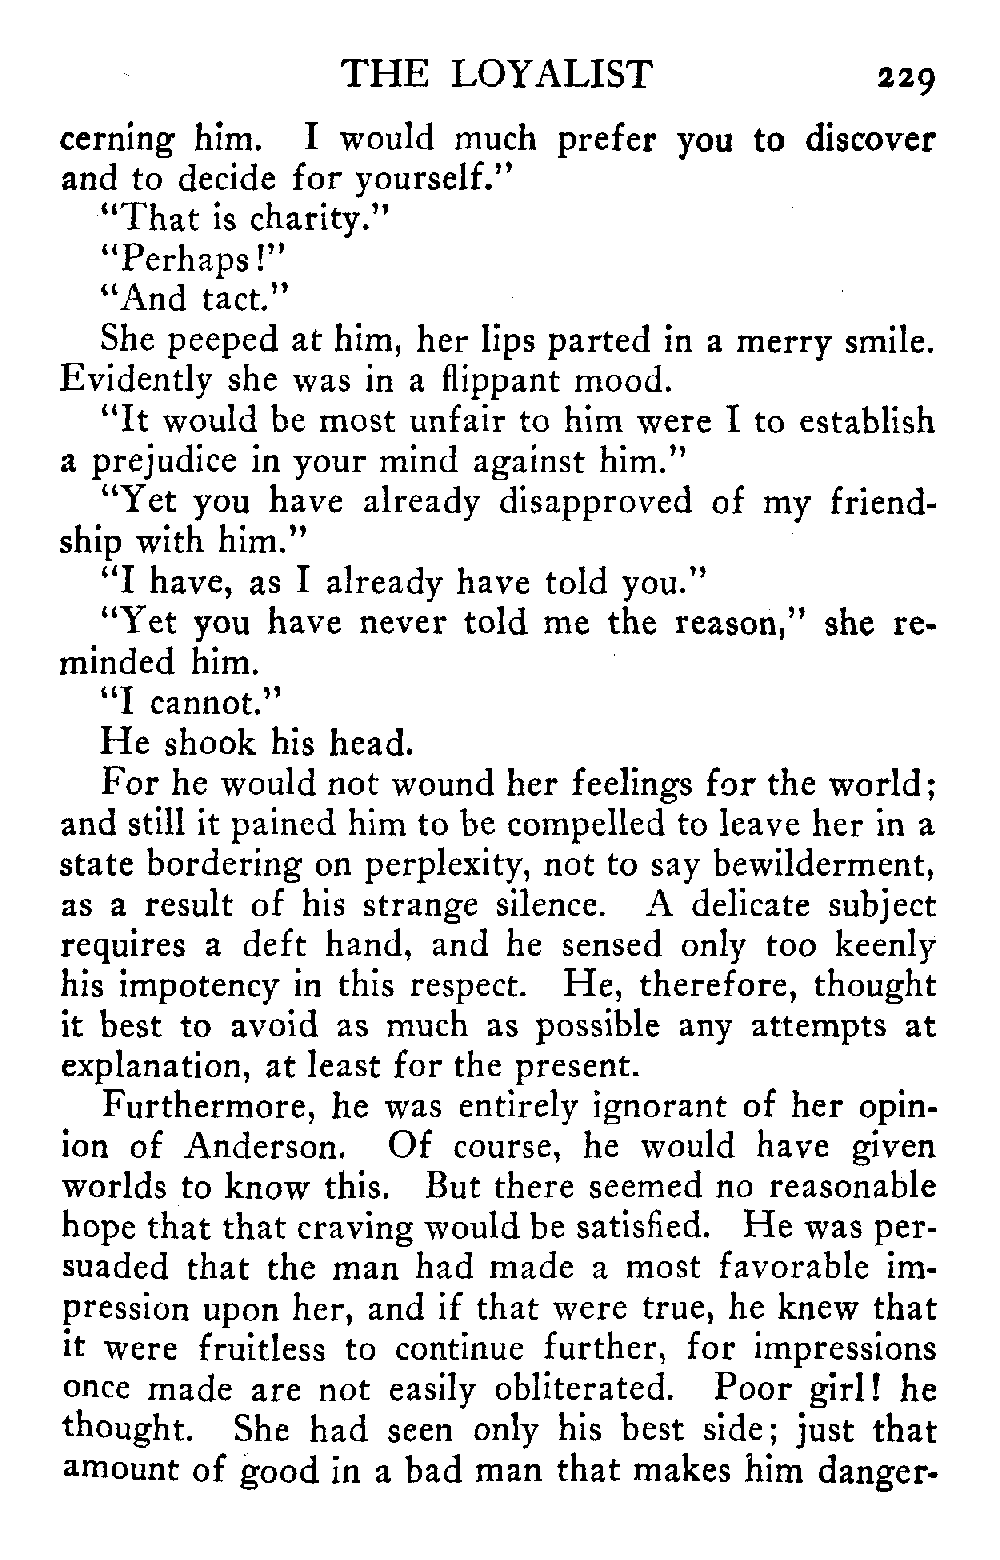 THE LOYALIST 229
cerning him. I would much prefer you to discover
and to decide for yourself."
"That is charity."
"Perhaps!"
"And tact."
She peeped at him, her lips parted in a merry smile.
Evidently she was in a flippant mood.
"It would be most unfair to him were I to establish
a prejudice in your mind against him."
"Yet you have already disapproved of my friend-
ship with him."
"I have, as I already have told you."
"Yet you have never told me the reason," she re-
minded him.
"I cannot."
He shook his head.
For he would not wound her feelings for the world;
and still it pained him to be compelled to leave her in a
state bordering on perplexity, not to say bewilderment,
as a result of his strange silence. A delicate subject
requires a deft hand, and he sensed only too keenly
his impotency in this respect. He, therefore, thought
it best to avoid as much as possible any attempts at
explanation, at least for the present.
Furthermore, he was entirely ignorant of her opin-
ion of Anderson. Of course, he would have given
worlds to know this. But there seemed no reasonable
hope that that craving would be satisfied. He was per-
suaded that the man had made a most favorable im-
pression upon her, and if that were true, he knew that
it were fruitless to continue further, for impressions
once made are not easily obliterated. Poor girl! he
thought. She had seen only his best side; just that
amount of good in a bad man that makes him danger-